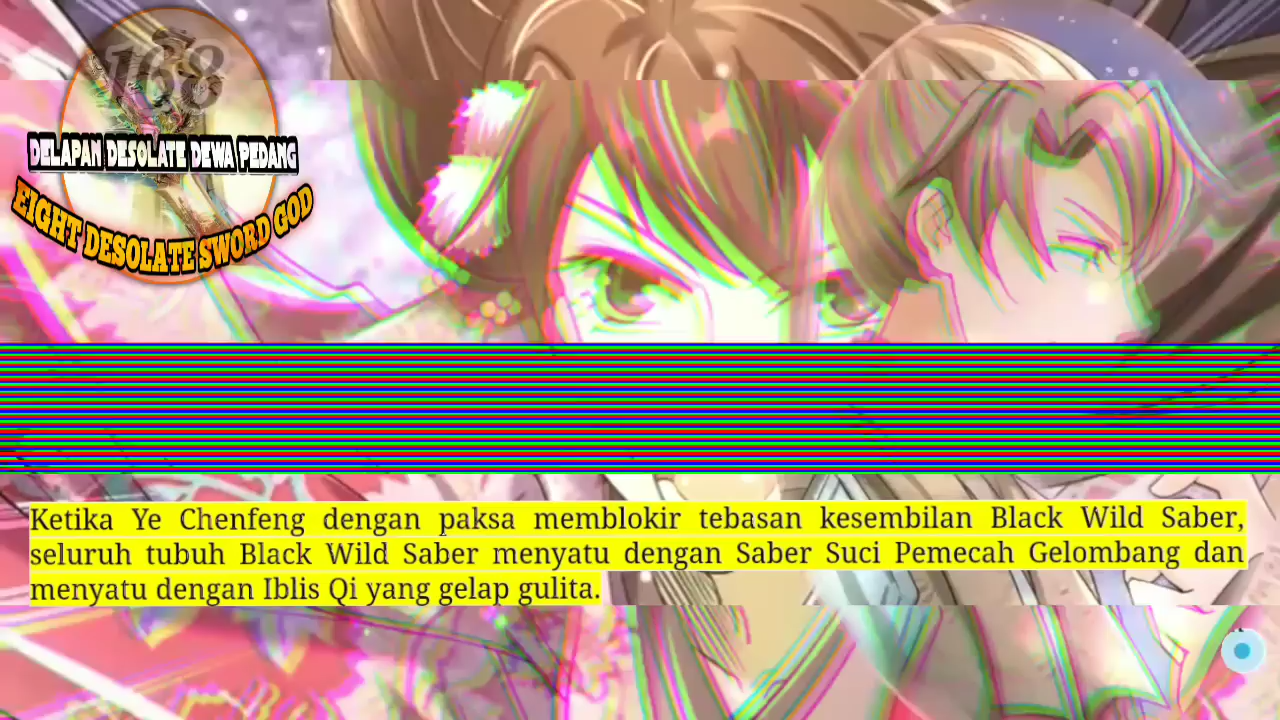 168
DELAPAN DESOLATE DEWA PEDANG
EIGHT DESOLATE SWORD GOD
Ketika Ye Chenfeng dengan paksa memblokir tebasan kesembilan Black Wild Saber,
seluruh tubuh Black Wild Saber menyatu dengan Saber Suci Pemecah Gelombang dan
menyatu dengan Iblis Qi yang gelap gulita.